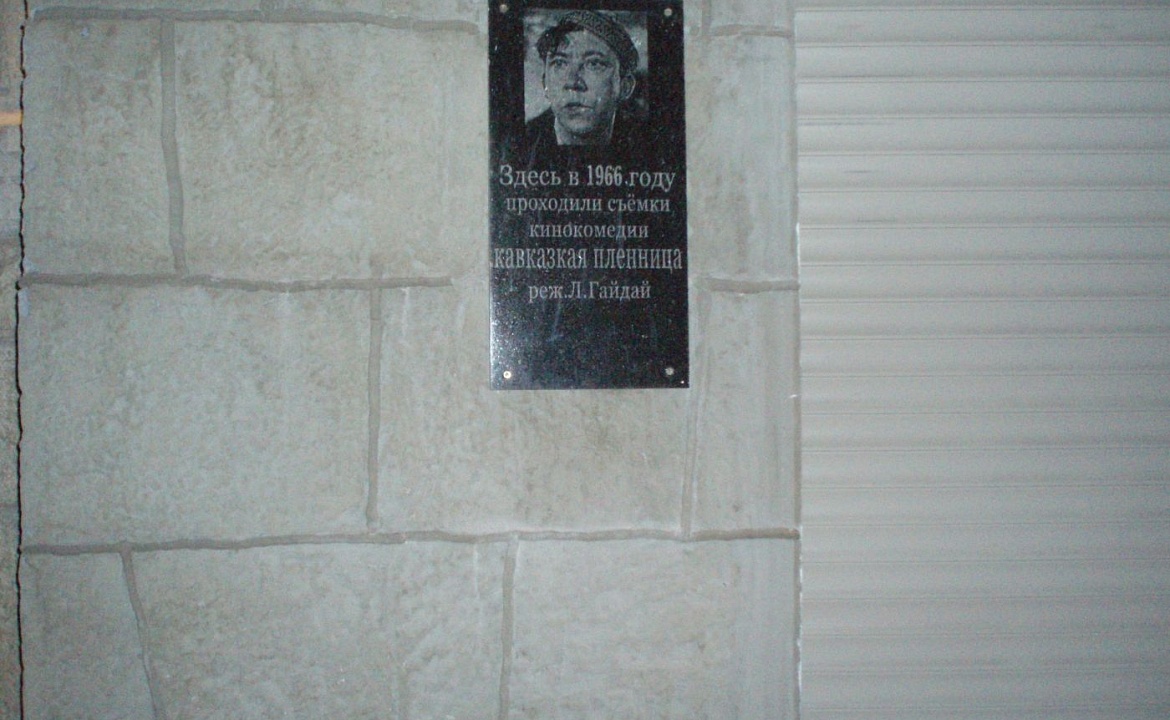 Здесь в 1966 году
проходили съёмки
кинокомедии
кавказкая пленница
реж.Л.Гайдай